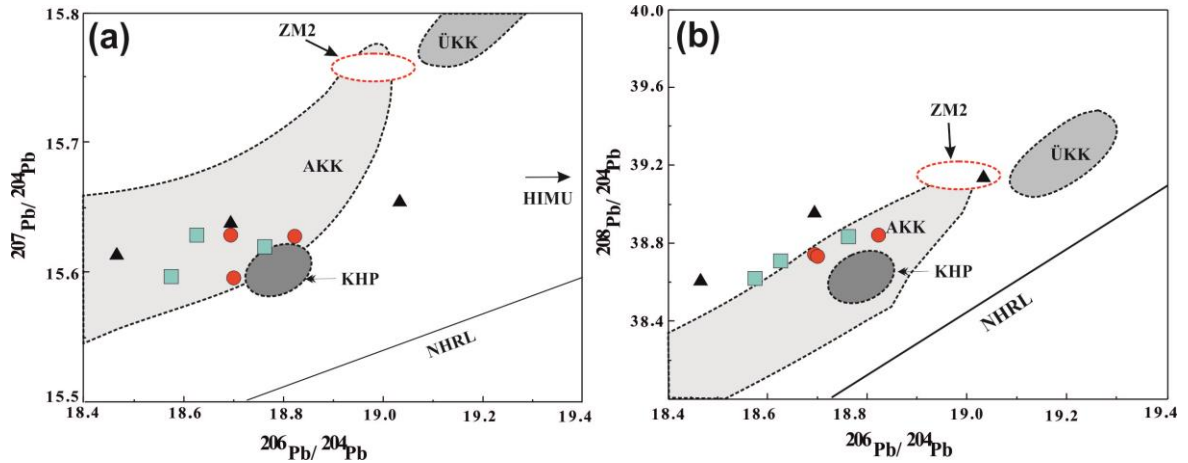 (a)
15.8
15.7
15.6
15.5
207Pb/ 204Pb
ZM2
ÜKK
AKK
HIMU
KHP
NHRL
18.4 18.6 18.8 19.0 19.2 19.4
206Pb/ 204Pb
(b)
40.0
39.6
39.2
38.8
38.4
208Pb/ 204Pb
ZM2
ÜKK
AKK
KHP
NHRL
18.4 18.6 18.8 19.0 19.2 19.4
206Pb/ 204Pb